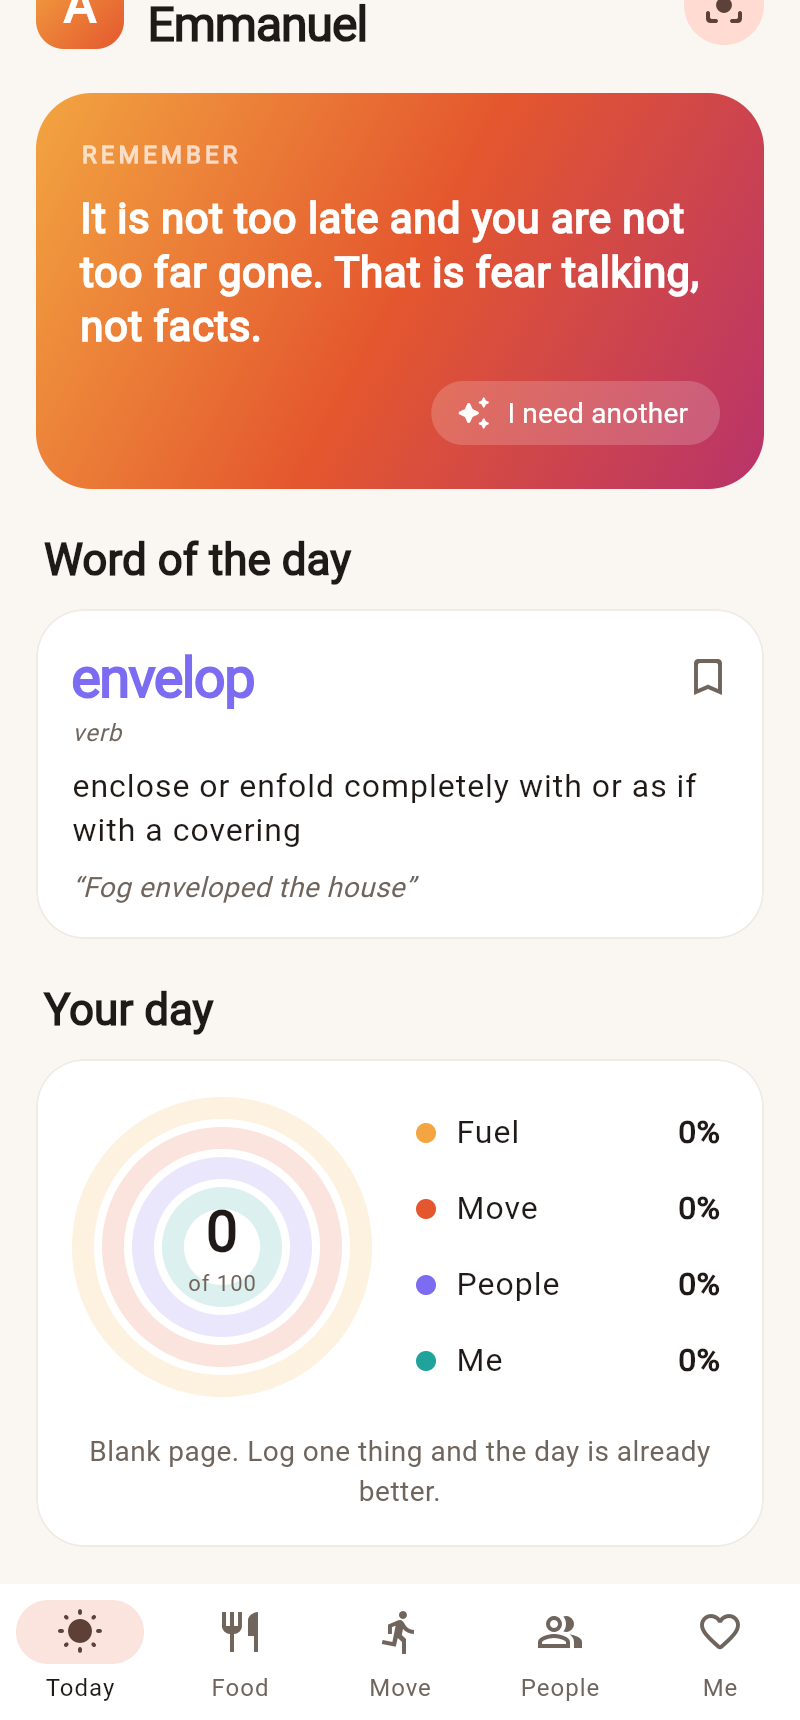 A
Emmanuel
REMEMBER
It is not too late and you are not
too far gone. That is fear talking,
not facts.
I need another
Word of the day
envelop
verb
enclose or enfold completely with or as if
with a covering
“Fog enveloped the house”
Your day
0
of 100
Fuel 0%
Move 0%
People 0%
Me 0%
Blank page. Log one thing and the day is already
better.
Today Food Move People Me